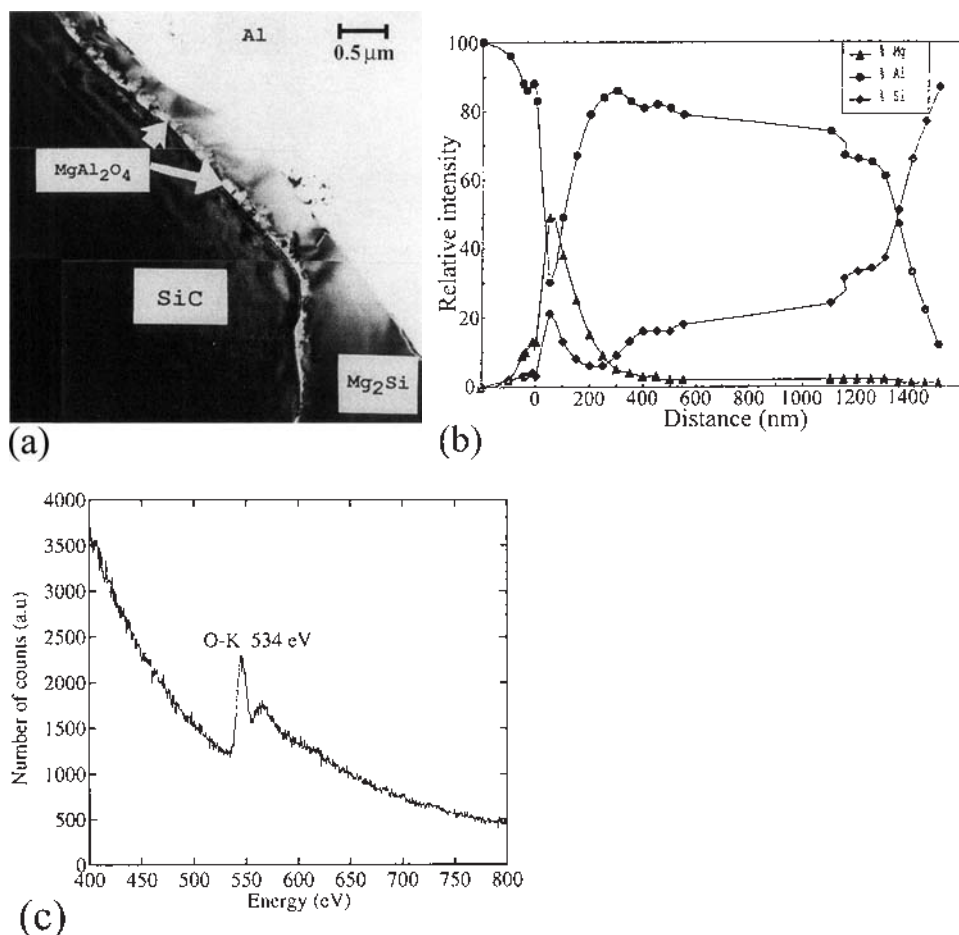 Al
0.5 μm
MgAl₂O₄
SiC
Mg₂Si
(a)
% Mg
% Al
% Si
100
80
60
40
20
0
Relative intensity
0 200 400 600 800 1000 1200 1400
Distance (nm)
(b)
4000
3500
3000
2500
2000
1500
1000
500
0
Number of counts (a.u)
O-K 534 eV
400 450 500 550 600 650 700 750 800
Energy (eV)
(c)